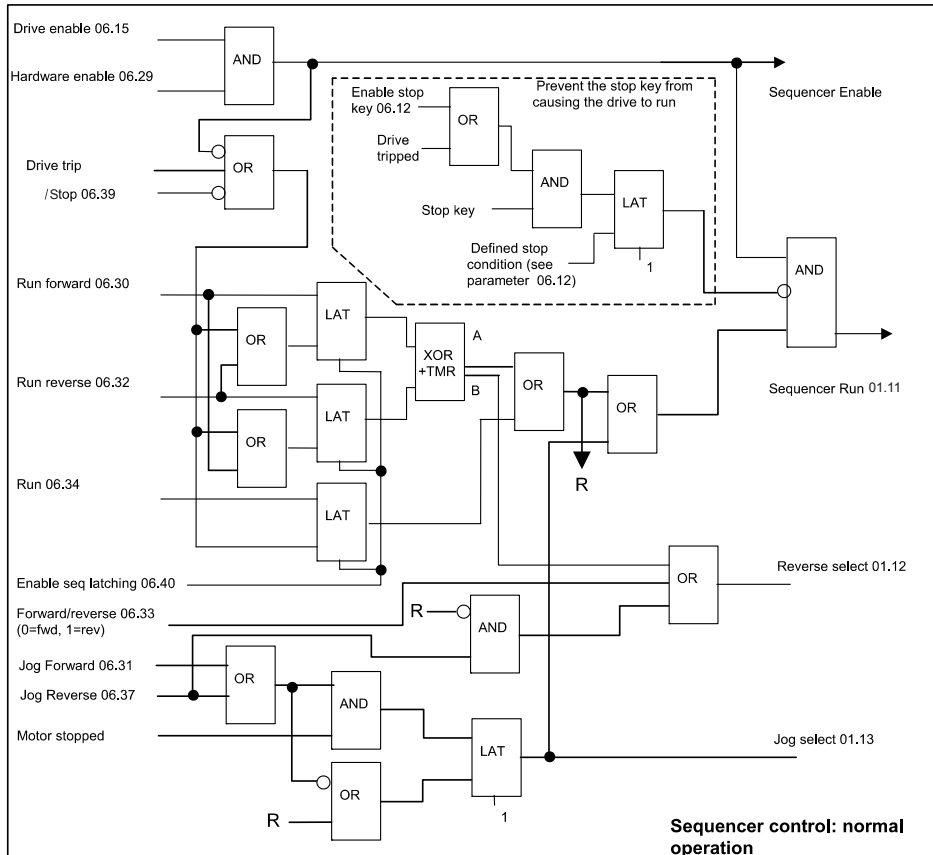 Drive enable 06.15
AND
Hardware enable 06.29
Sequencer Enable
Enable stop
key 06.12
Prevent the stop key from
causing the drive to run
OR
Drive
tripped
AND
Stop key
LAT
Defined stop
condition (see
parameter 06.12)
1
Drive trip
OR
/Stop 06.39
AND
Run forward 06.30
LAT
OR
XOR
+TMR
A
B
OR
OR
Sequencer Run 01.11
Run reverse 06.32
LAT
OR
R
Run 06.34
LAT
Enable seq latching 06.40
OR
Reverse select 01.12
Forward/reverse 06.33
(0=fwd, 1=rev)
R
AND
Jog Forward 06.31
OR
Jog Reverse 06.37
AND
Motor stopped
LAT
Jog select 01.13
OR
R
1
Sequencer control: normal
operation